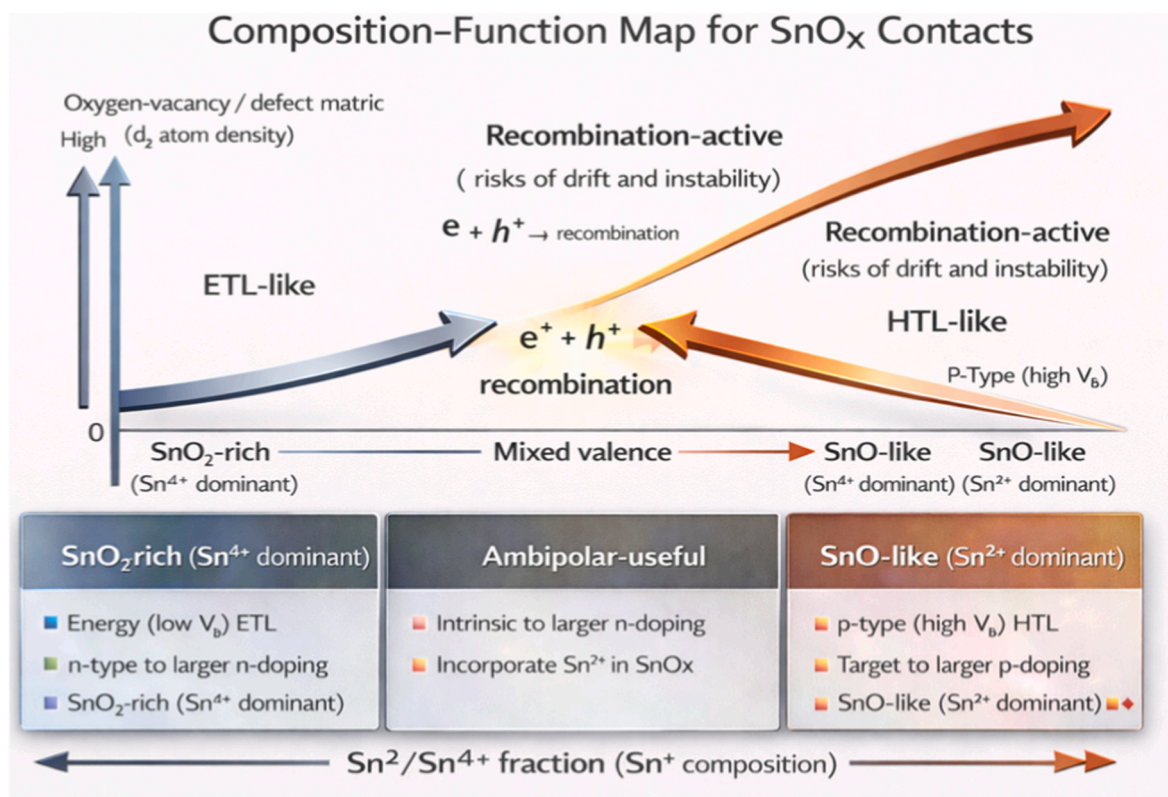 Composition–Function Map for SnOₓ Contacts
Oxygen-vacancy / defect matric
High (d₂ atom density)
Recombination-active
( risks of drift and instability)
e + h⁺ → recombination
Recombination-active
(risks of drift and instability)
ETL-like
HTL-like
e⁺ + h⁺
recombination
P-Type (high V_b)
0
SnO₂-rich
(Sn⁴⁺ dominant)
Mixed valence
SnO-like
(Sn⁴⁺ dominant)
SnO-like
(Sn²⁺ dominant)
SnO₂rich (Sn⁴⁺ dominant)
Energy (low V_b) ETL
n-type to larger n-doping
SnO₂-rich (Sn⁴⁺ dominant)
Ambipolar-useful
Intrinsic to larger n-doping
Incorporate Sn²⁺ in SnOx
SnO-like (Sn²⁺ dominant)
p-type (high V_b) HTL
Target to larger p-doping
SnO-like (Sn²⁺ dominant)
Sn²/Sn⁴⁺ fraction (Sn⁺ composition)